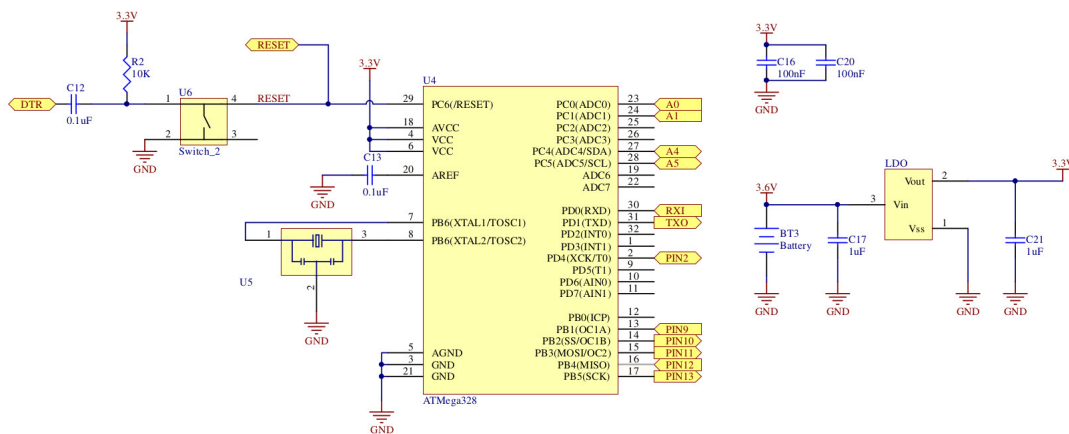 3.3V
R2
10K
C12
DTR
0.1uF
U6
1
4
2
3
Switch_2
GND
RESET
RESET
3.3V
C13
0.1uF
GND
U5
1
3
2
GND
U4
29 PC6(/RESET)
18 AVCC
4 VCC
6 VCC
20 AREF
7 PB6(XTAL1/TOSC1)
8 PB6(XTAL2/TOSC2)
5 AGND
3 GND
21 GND
GND
PC0(ADC0) 23 A0
PC1(ADC1) 24 A1
PC2(ADC2) 25
PC3(ADC3) 26
PC4(ADC4/SDA) 27 A4
PC5(ADC5/SCL) 28 A5
ADC6 19
ADC7 22
PD0(RXD) 30 RXI
PD1(TXD) 31 TXO
PD2(INT0) 32
PD3(INT1) 1
PD4(XCK/T0) 2 PIN2
PD5(T1) 9
PD6(AIN0) 10
PD7(AIN1) 11
PB0(ICP) 12
PB1(OC1A) 13 PIN9
PB2(SS/OC1B) 14 PIN10
PB3(MOSI/OC2) 15 PIN11
PB4(MISO) 16 PIN12
PB5(SCK) 17 PIN13
ATMega328
3.3V
C16
100nF
C20
100nF
GND
3.6V
BT3
Battery
GND
C17
1uF
GND
LDO
3 Vin
Vout 2
Vss 1
GND
3.3V
C21
1uF
GND